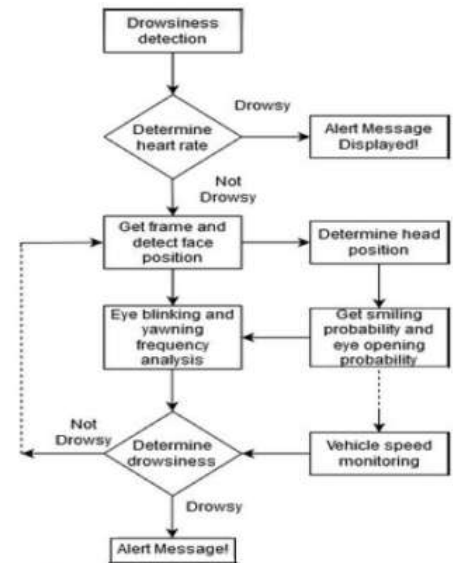 Drowsiness
detection
Drowsy
Determine
heart rate
Alert Message
Displayed!
Not
Drowsy
Get frame and
detect face
position
Determine head
position
Eye blinking and
yawning
frequency
analysis
Get smiling
probability and
eye opening
probability
Not
Drowsy
Determine
drowsiness
Vehicle speed
monitoring
Drowsy
Alert Message!